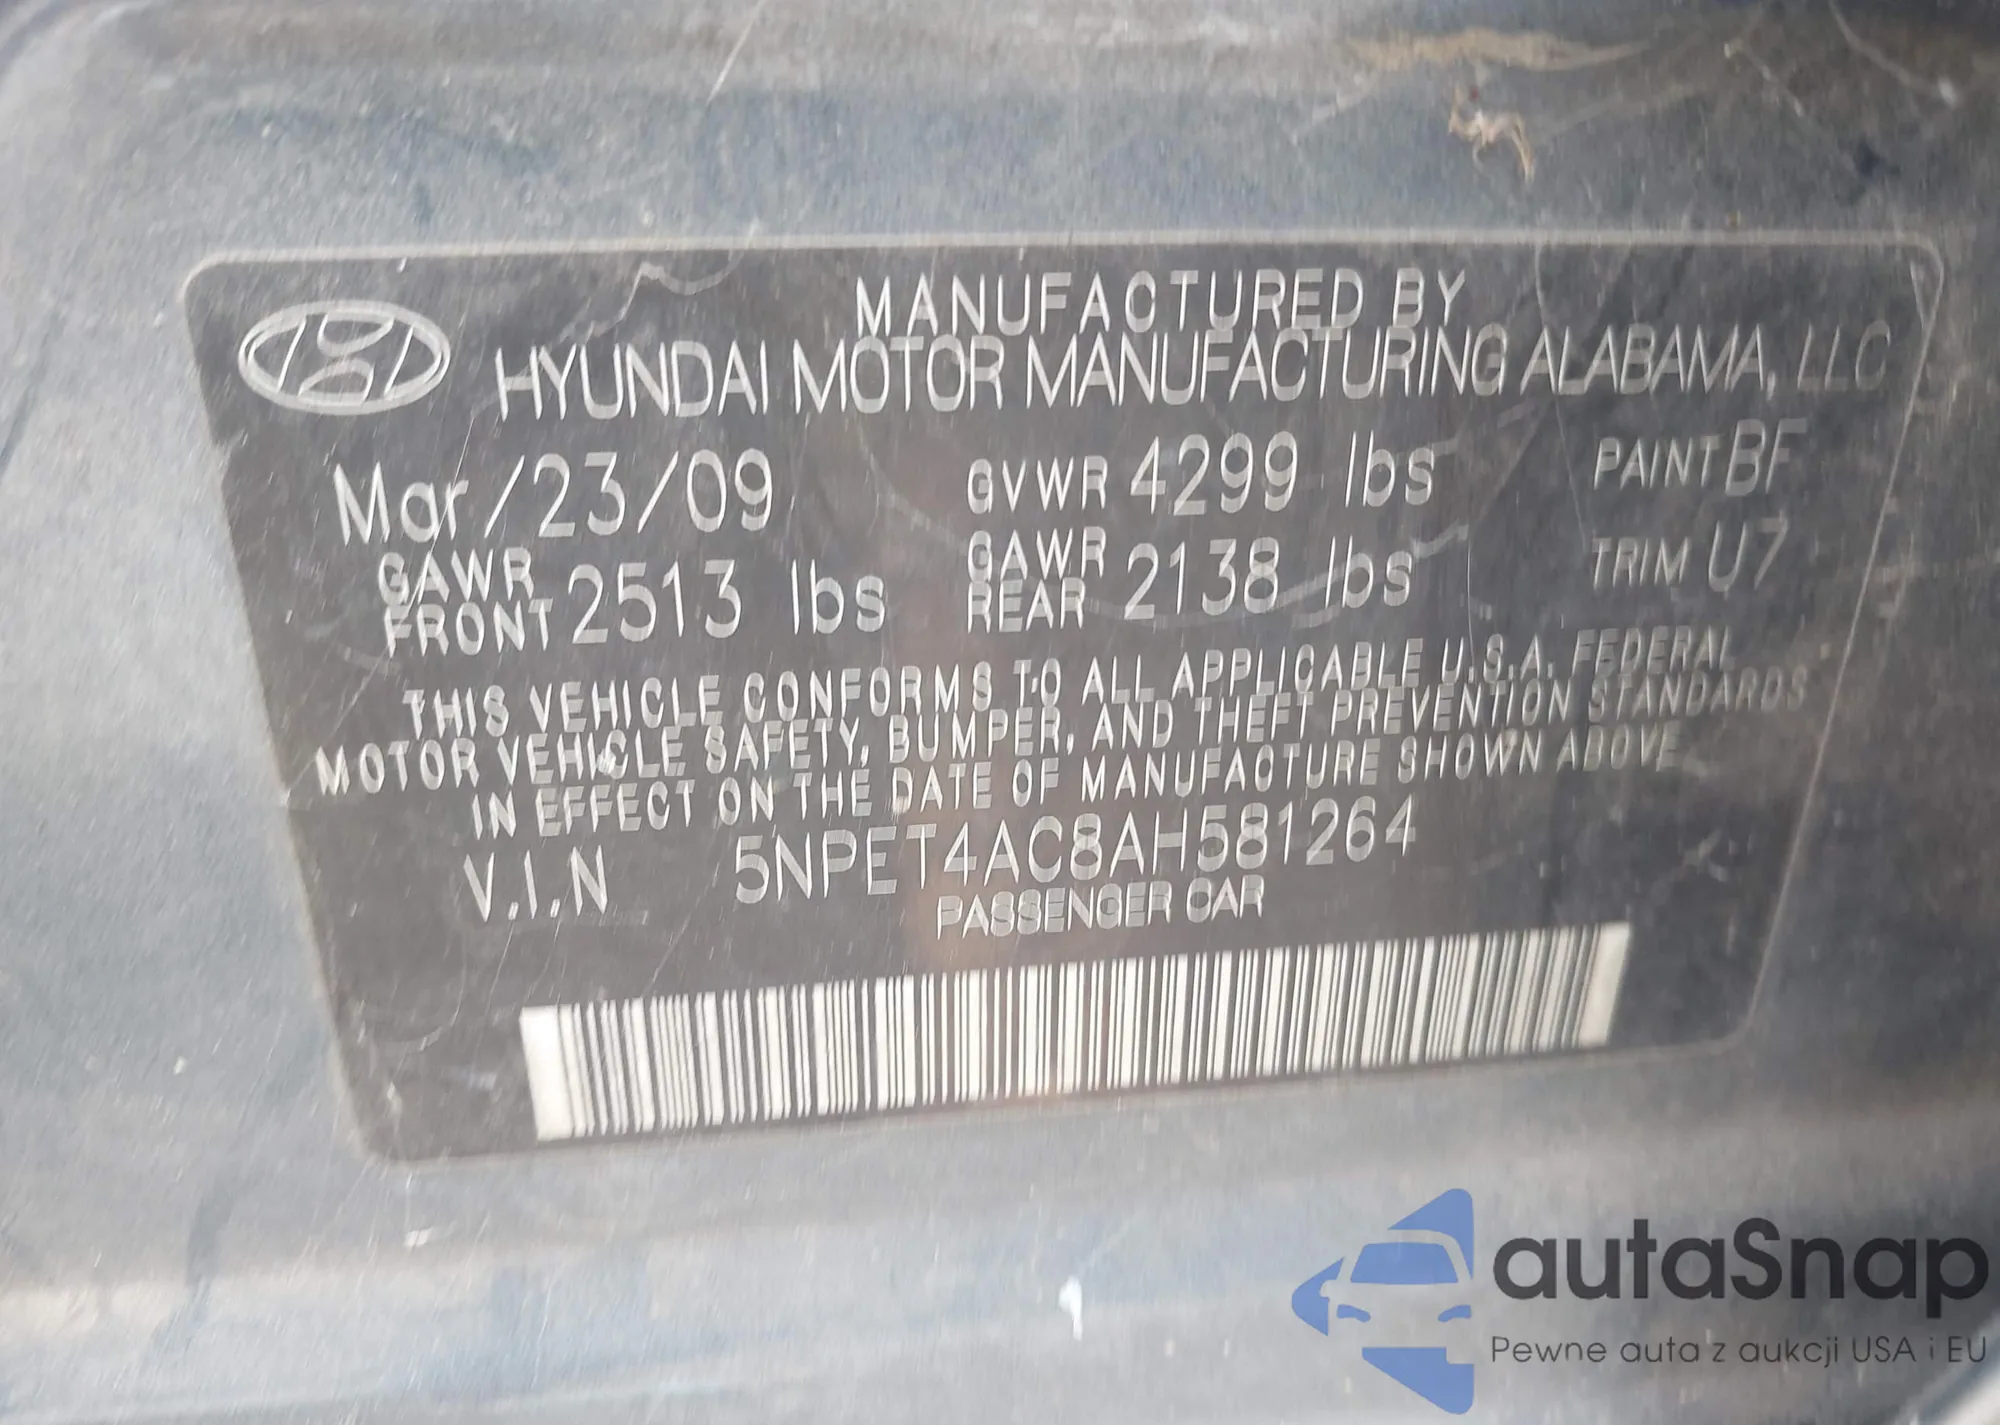 MANUFACTURED BY
HYUNDAI MOTOR MANUFACTURING ALABAMA, LLC
Mar/23/09 GVWR 4299 lbs PAINT BF
GAWR FRONT 2513 lbs GAWR REAR 2138 lbs TRIM U7
THIS VEHICLE CONFORMS TO ALL APPLICABLE U.S.A. FEDERAL
MOTOR VEHICLE SAFETY, BUMPER, AND THEFT PREVENTION STANDARDS
IN EFFECT ON THE DATE OF MANUFACTURE SHOWN ABOVE
V.I.N 5NPET4AC8AH581264
PASSENGER CAR
autaSnap
Pewne auta z aukcji USA i EU